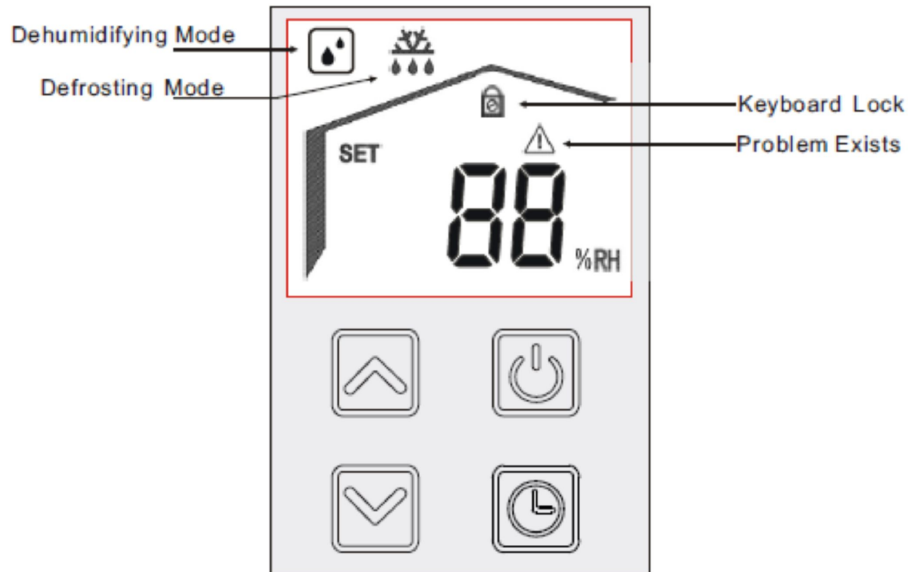 Dehumidifying Mode
Defrosting Mode
Keyboard Lock
Problem Exists
SET
88
%RH